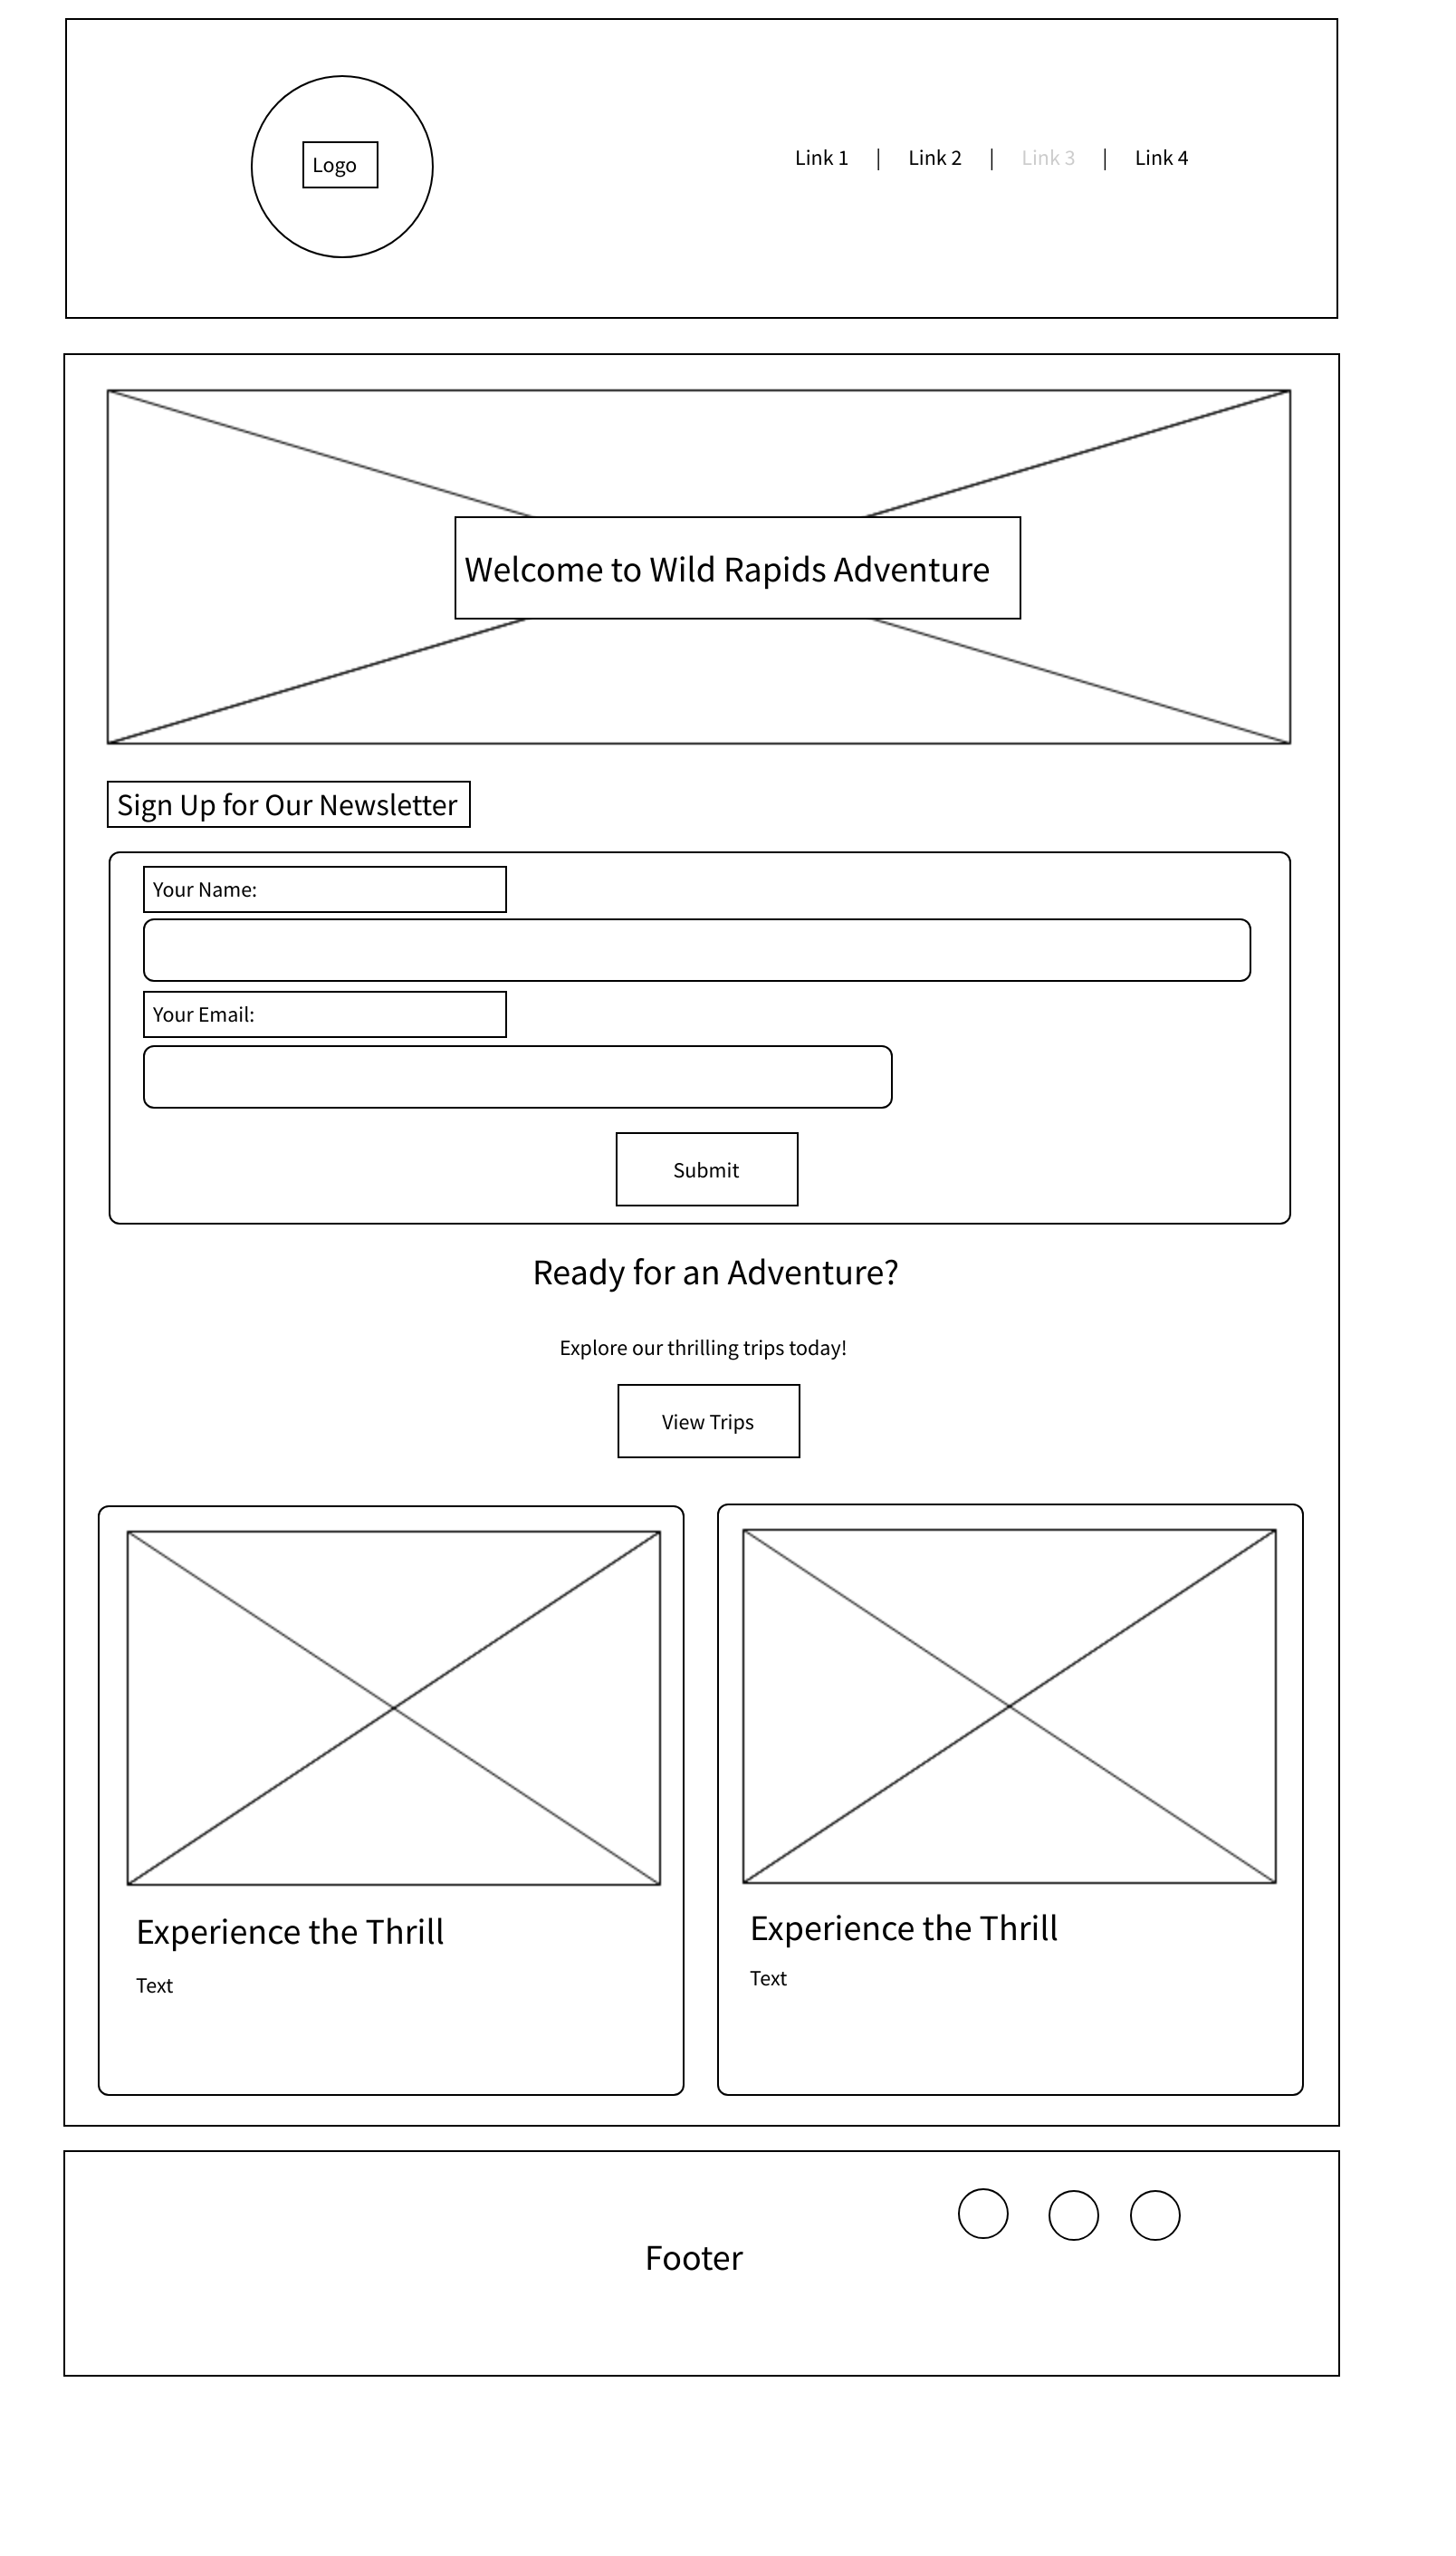 Logo
Link 1 | Link 2 | Link 3 | Link 4
Welcome to Wild Rapids Adventure
Sign Up for Our Newsletter
Your Name:
Your Email:
Submit
Ready for an Adventure?
Explore our thrilling trips today!
View Trips
Experience the Thrill
Text
Experience the Thrill
Text
Footer